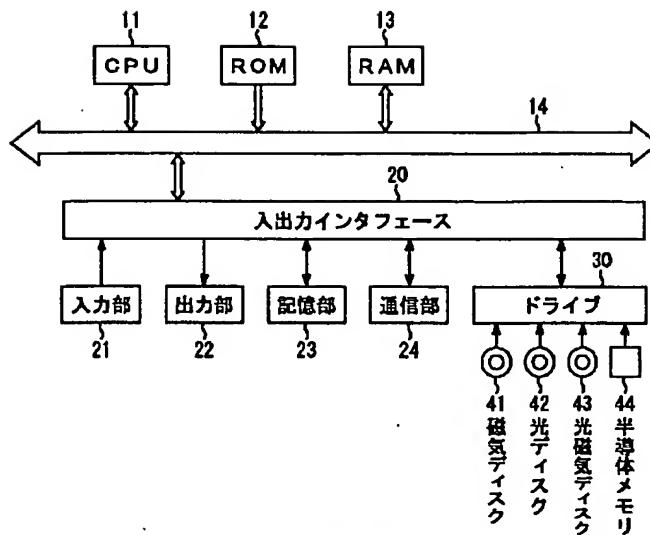 11 12 13
CPU ROM RAM
14
20
入出力インタフェース
30
入力部 出力部 記憶部 通信部 ドライブ
21 22 23 24
41 磁気ディスク
42 光ディスク
43 光磁気ディスク
44 半導体メモリ